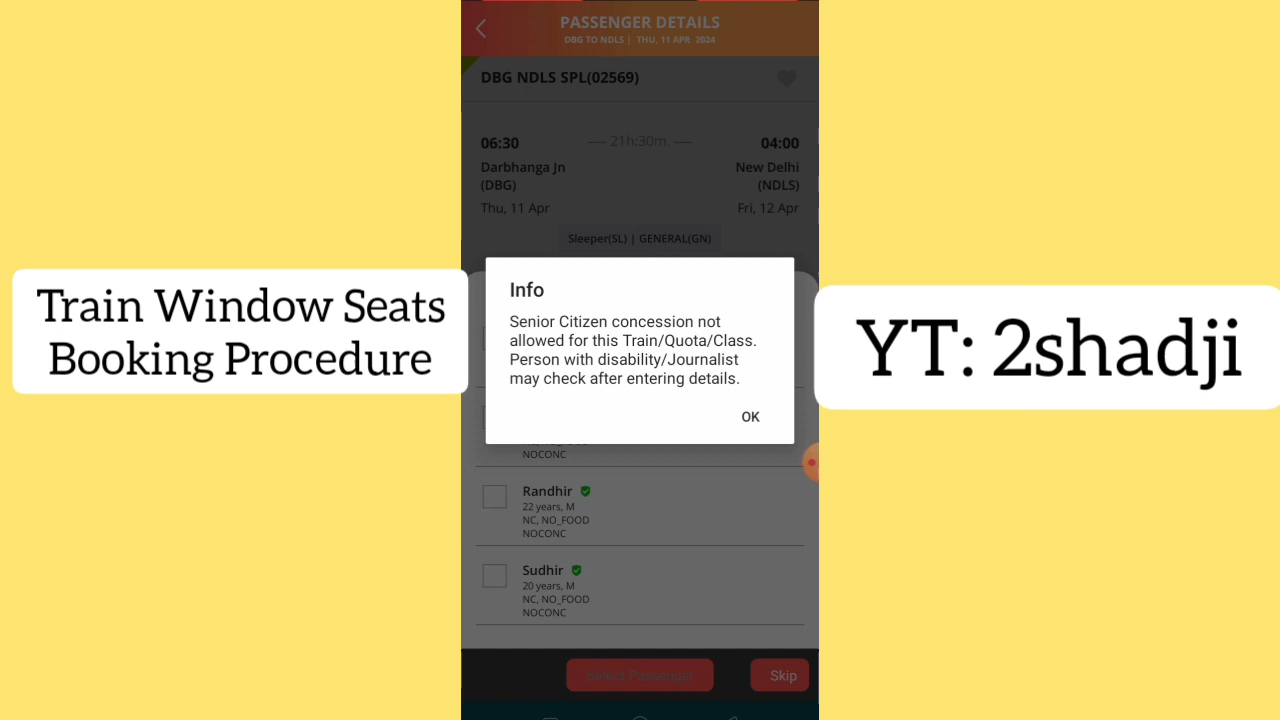 PASSENGER DETAILS
DBG TO NDLS | THU, 11 APR 2024
DBG NDLS SPL(02569)
06:30
21h:30m.
04:00
Darbhanga Jn
(DBG)
New Delhi
(NDLS)
Thu, 11 Apr
Fri, 12 Apr
Sleeper(SL) | GENERAL(GN)
Train Window Seats
Booking Procedure
Info
Senior Citizen concession not
allowed for this Train/Quota/Class.
Person with disability/Journalist
may check after entering details.
OK
YT: 2shadji
NOCONC
Randhir
22 years, M
NC, NO_FOOD
NOCONC
Sudhir
20 years, M
NC, NO_FOOD
NOCONC
Select Passenger
Skip